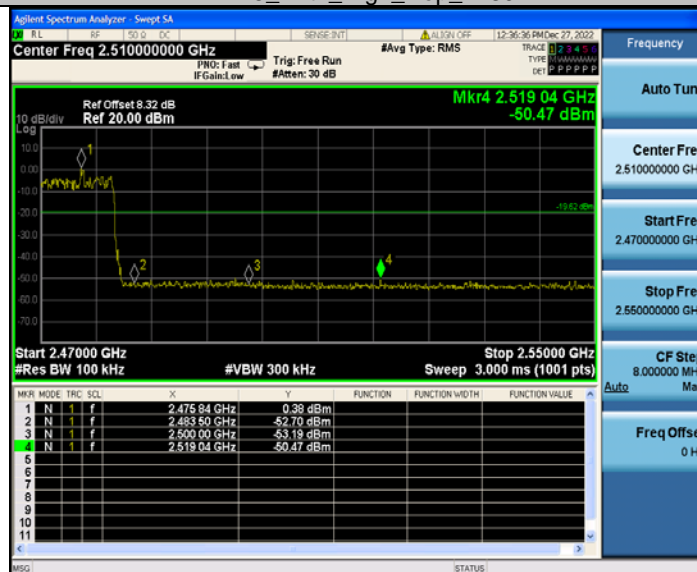 Agilent Spectrum Analyzer - Swept SA
RL RF 50 Ω DC SENSE:INT ALIGN OFF 12:36:36 PM Dec 27, 2022
Center Freq 2.510000000 GHz #Avg Type: RMS TRACE 1 2 3 4 5 6
PNO: Fast Trig: Free Run TYPE M
IFGain:Low #Atten: 30 dB DET P P P P P P
Ref Offset 8.32 dB
Mkr4 2.519 04 GHz
10 dB/div Ref 20.00 dBm -50.47 dBm
Log
10.0
0.00
-10.0
-20.0
-30.0
-40.0
-50.0
-60.0
-70.0
1
-19.62 dBm
2
3
4
Start 2.47000 GHz Stop 2.55000 GHz
#Res BW 100 kHz #VBW 300 kHz Sweep 3.000 ms (1001 pts)
MKR MODE TRC SCL X Y FUNCTION FUNCTION WIDTH FUNCTION VALUE
1 N 1 f 2.475 84 GHz 0.38 dBm
2 N 1 f 2.483 50 GHz -52.70 dBm
3 N 1 f 2.500 00 GHz -53.19 dBm
4 N 1 f 2.519 04 GHz -50.47 dBm
5
6
7
8
9
10
11
MSG STATUS
Frequency
Auto Tun
Center Fre
2.510000000 GH
Start Fre
2.470000000 GH
Stop Fre
2.550000000 GH
CF Ste
8.000000 MH
Auto Ma
Freq Offse
0 H